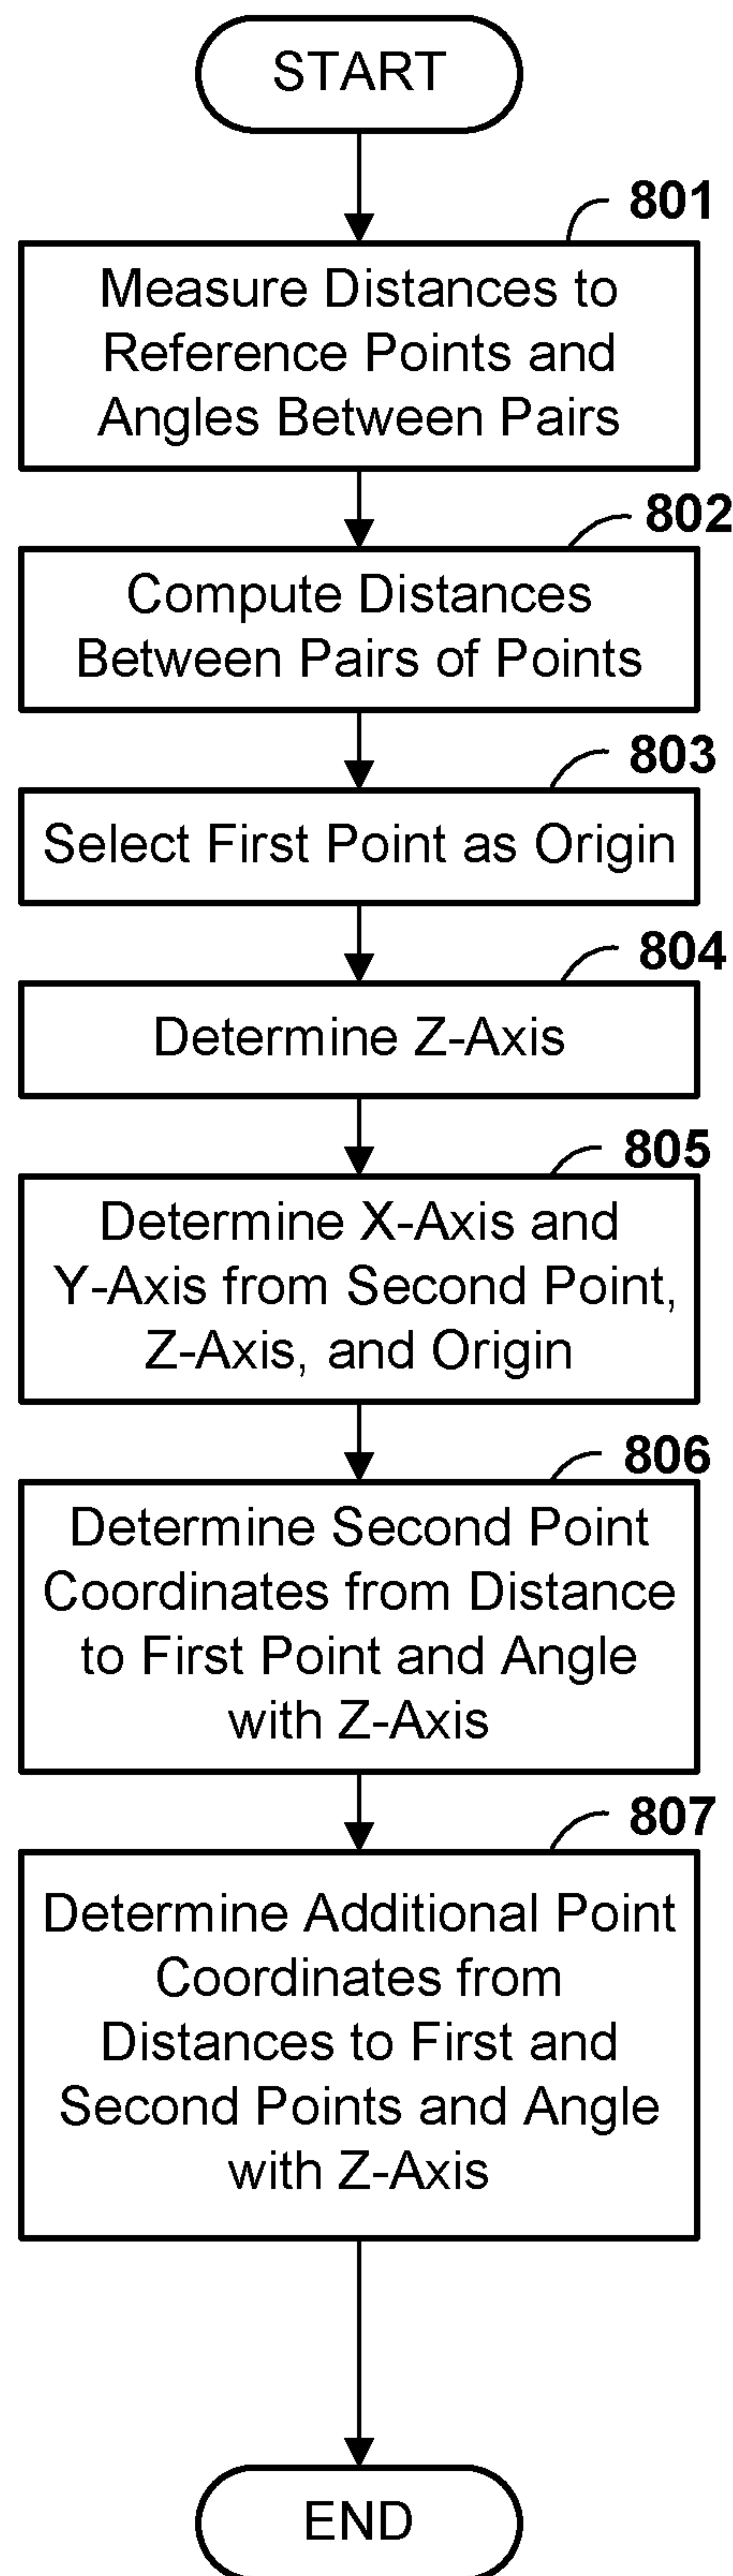 START
801
Measure Distances to
Reference Points and
Angles Between Pairs
802
Compute Distances
Between Pairs of Points
803
Select First Point as Origin
804
Determine Z-Axis
805
Determine X-Axis and
Y-Axis from Second Point,
Z-Axis, and Origin
806
Determine Second Point
Coordinates from Distance
to First Point and Angle
with Z-Axis
807
Determine Additional Point
Coordinates from
Distances to First and
Second Points and Angle
with Z-Axis
END